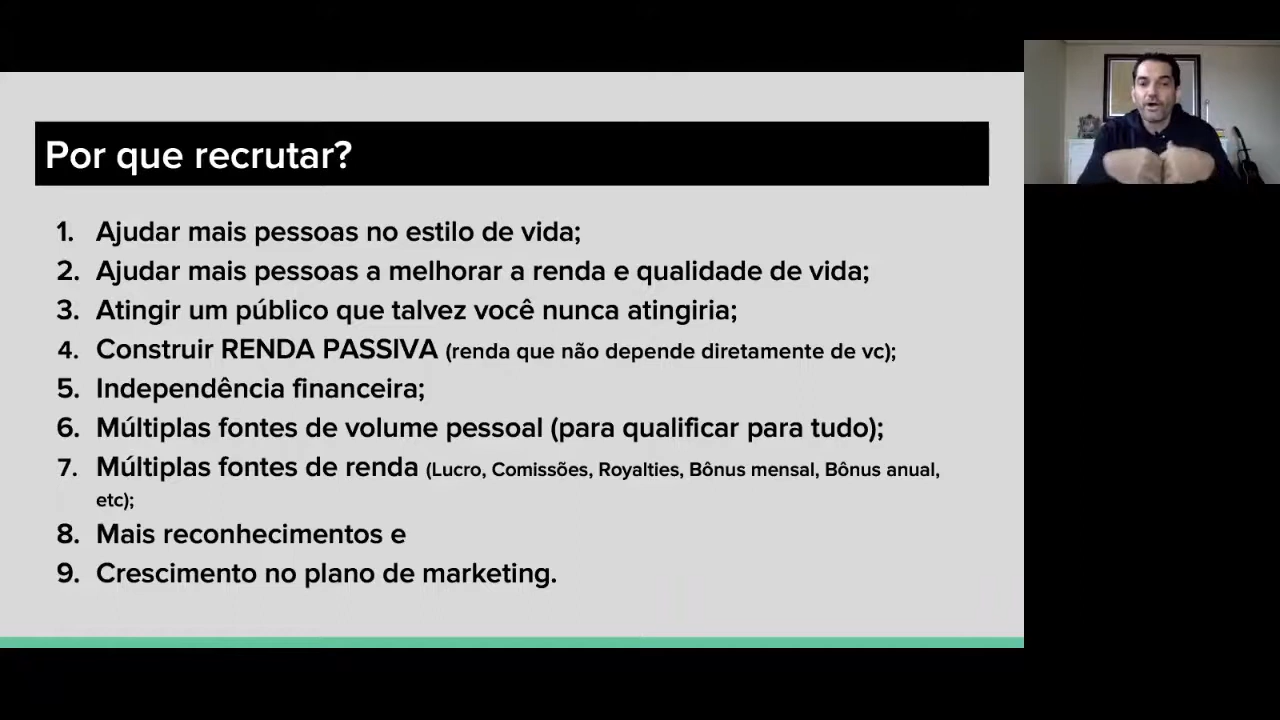 Por que recrutar?
1. Ajudar mais pessoas no estilo de vida;
2. Ajudar mais pessoas a melhorar a renda e qualidade de vida;
3. Atingir um público que talvez você nunca atingiria;
4. Construir RENDA PASSIVA (renda que não depende diretamente de vc);
5. Independência financeira;
6. Múltiplas fontes de volume pessoal (para qualificar para tudo);
7. Múltiplas fontes de renda (Lucro, Comissões, Royalties, Bônus mensal, Bônus anual,
etc);
8. Mais reconhecimentos e
9. Crescimento no plano de marketing.